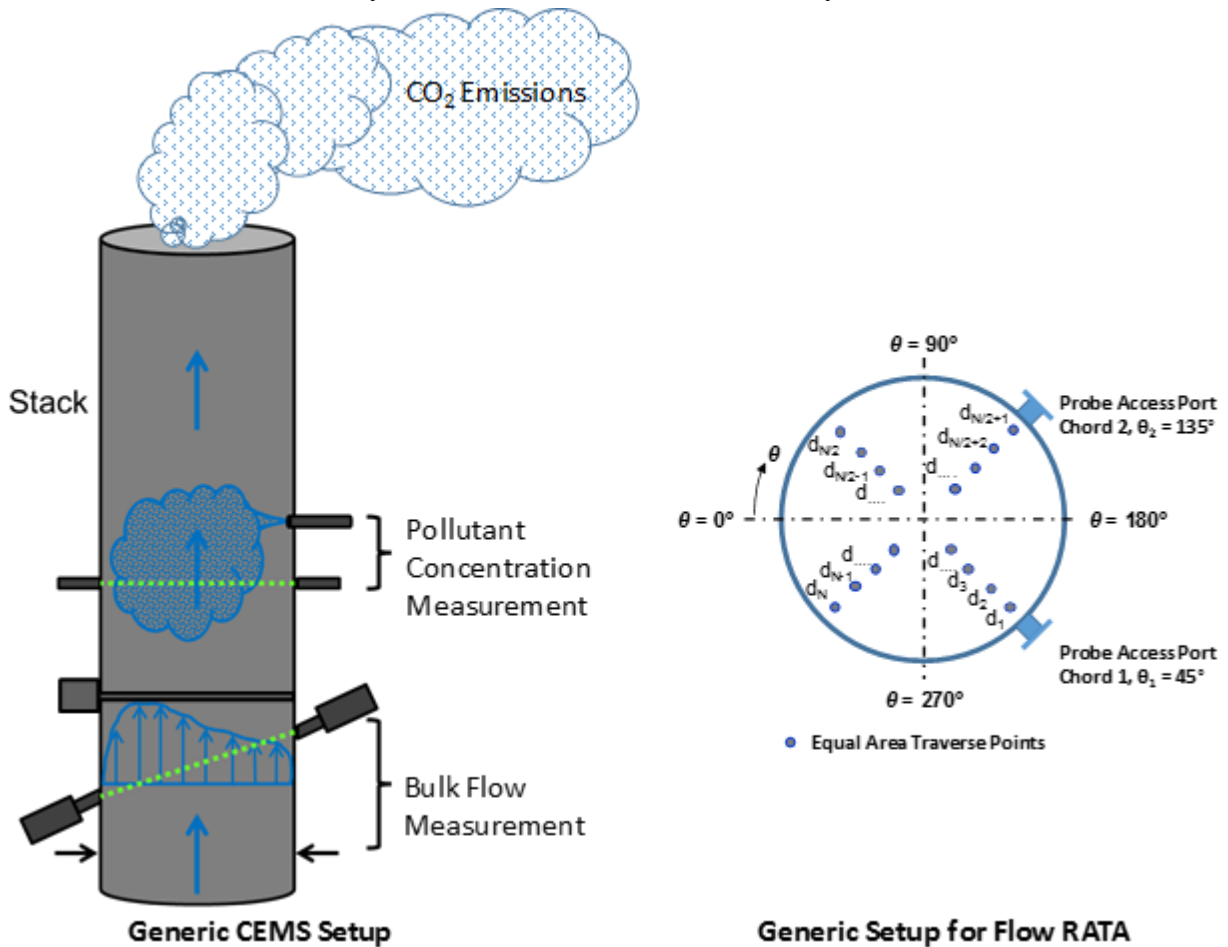 CO2 Emissions
Stack
Pollutant
Concentration
Measurement
Bulk Flow
Measurement
Generic CEMS Setup
θ = 90°
Probe Access Port
Chord 2, θ2 = 135°
dN/2+1
dN/2+2
d....
dN/2
dN/2-1
d....
θ
θ = 0°
θ = 180°
d....
dN+1
dN
d....
d3
d2
d1
Probe Access Port
Chord 1, θ1 = 45°
θ = 270°
Equal Area Traverse Points
Generic Setup for Flow RATA